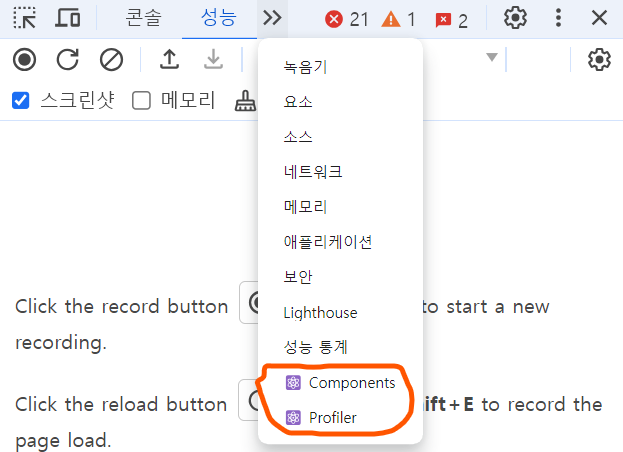 콘솔 성능 21 1 2
스크린샷 메모리
녹음기
요소
소스
네트워크
메모리
애플리케이션
보안
Lighthouse
성능 통계
Components
Profiler
Click the record button to start a new
recording.
Click the reload button ift+E to record the
page load.